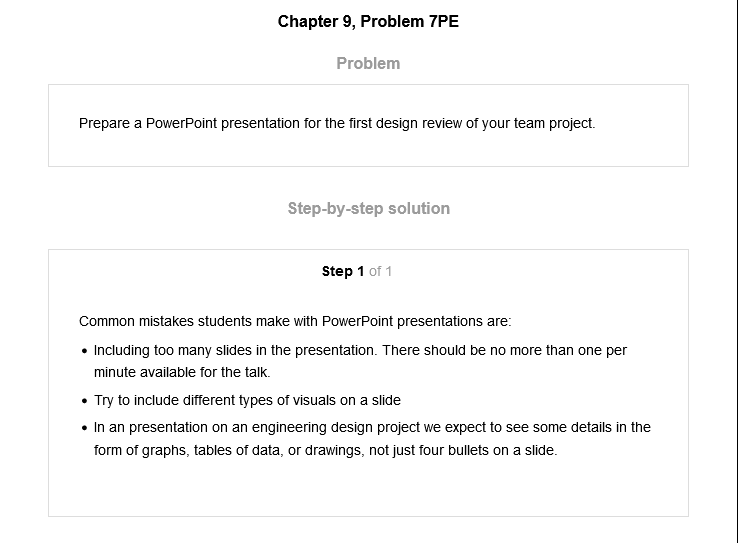 Chapter 9, Problem 7PE
Problem
Prepare a PowerPoint presentation for the first design review of your team project.
Step-by-step solution
Step 1 of 1
Common mistakes students make with PowerPoint presentations are:
• Including too many slides in the presentation. There should be no more than one per
minute available for the talk.
• Try to include different types of visuals on a slide
• In an presentation on an engineering design project we expect to see some details in the
form of graphs, tables of data, or drawings, not just four bullets on a slide.